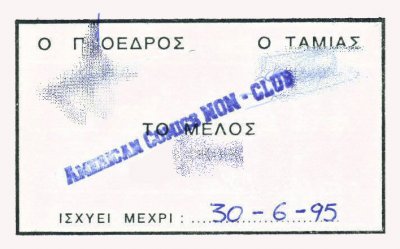 Ο ΠΡΟΕΔΡΟΣ Ο ΤΑΜΙΑΣ
AMERICAN COMICS NON - CLUB
ΤΟ ΜΕΛΟΣ
ΙΣΧΥΕΙ ΜΕΧΡΙ : 30-6-95